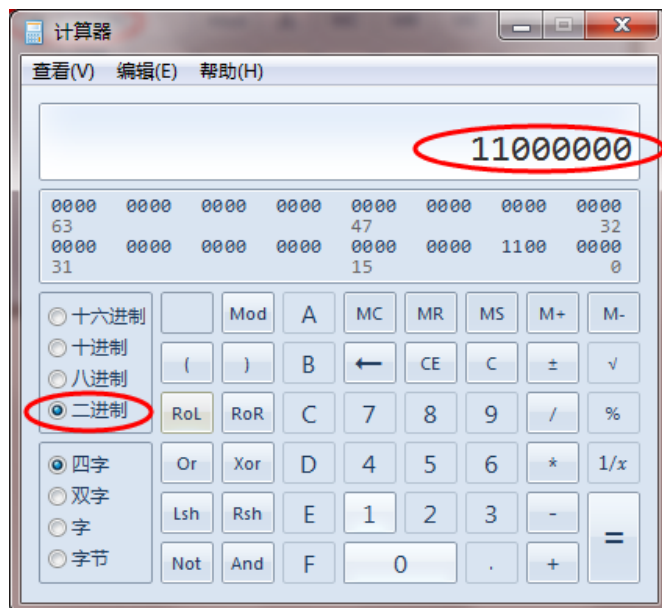 计算器
查看(V) 编辑(E) 帮助(H)
11000000
0000 0000 0000 0000 0000 0000 0000 0000
63 47 32
0000 0000 0000 0000 0000 0000 1100 0000
31 15 0
十六进制 Mod A MC MR MS M+ M-
十进制
八进制 ( ) B ← CE C ± √
二进制 RoL RoR C 7 8 9 / %
四字 Or Xor D 4 5 6 * 1/x
双字
字 Lsh Rsh E 1 2 3 - =
字节 Not And F 0 . +